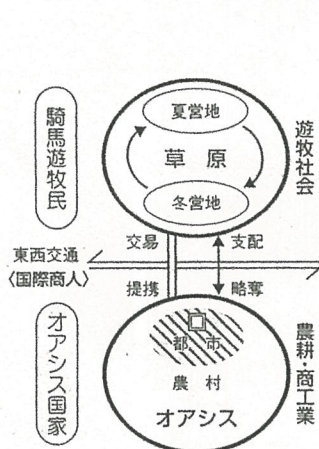 騎馬遊牧民
夏営地
草原
冬営地
遊牧社会
交易
支配
東西交通
〈国際商人〉
提携
略奪
オアシス国家
都市
農村
オアシス
農耕・商工業